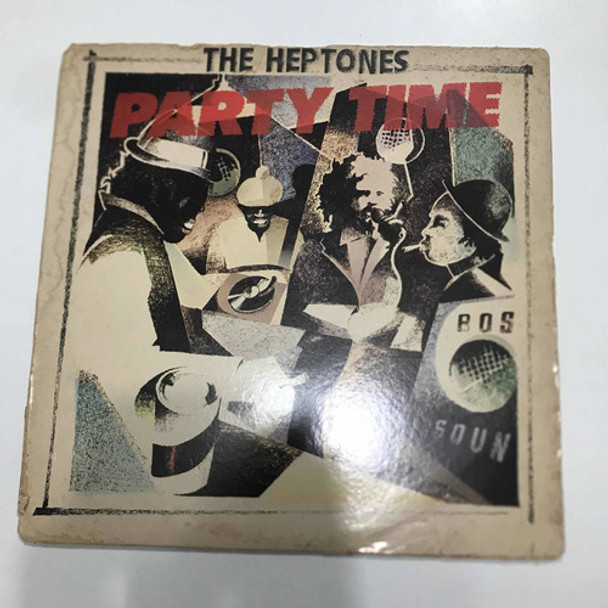 THE HEPTONES
PARTY TIME
BOS
SOUN